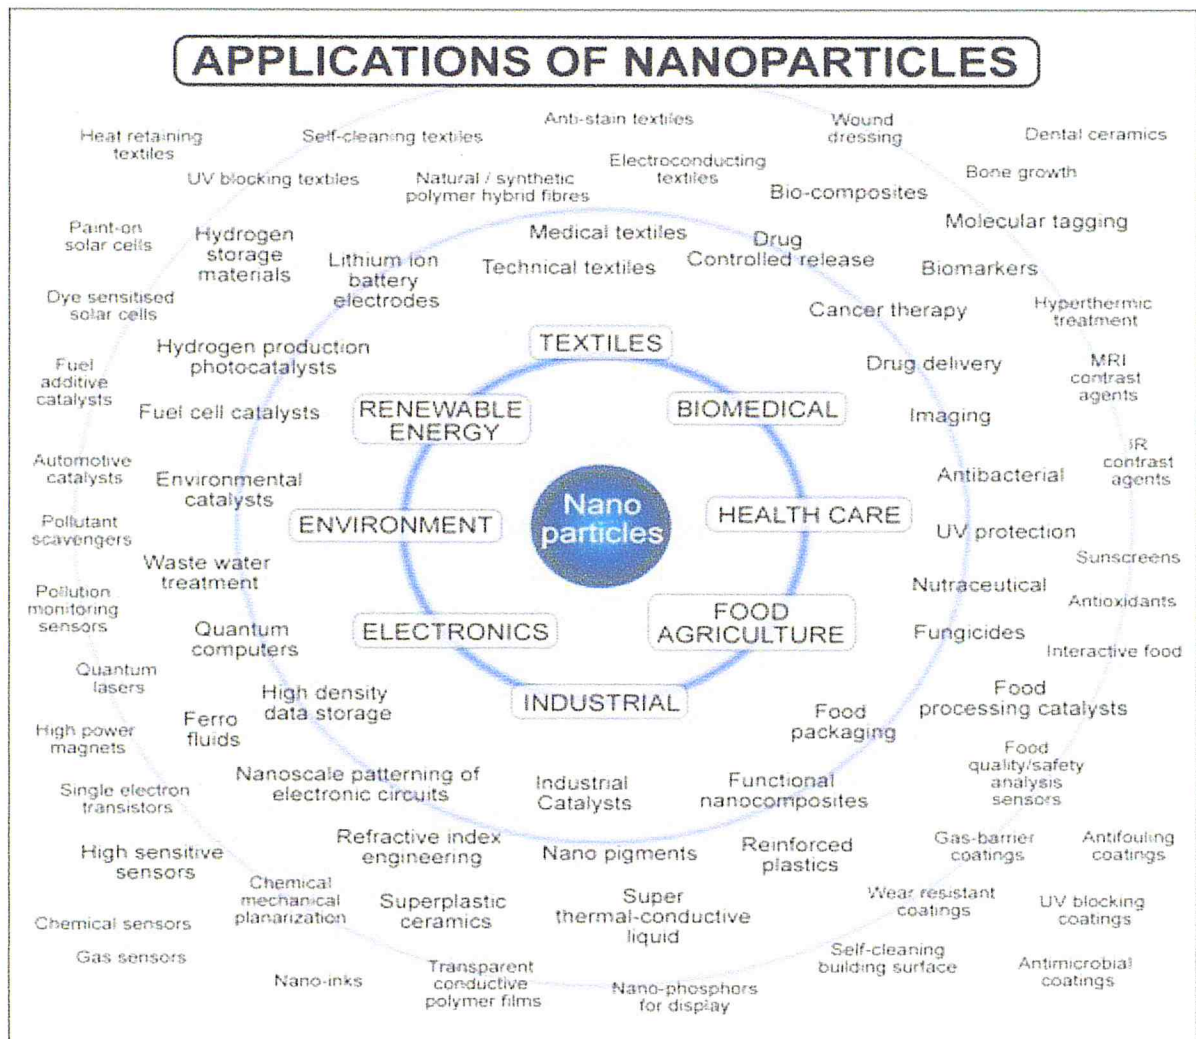 APPLICATIONS OF NANOPARTICLES
Heat retaining
textiles
Self-cleaning textiles
Anti-stain textiles
Wound
dressing
Dental ceramics
UV blocking textiles
Natural / synthetic
polymer hybrid fibres
Electroconducting
textiles
Bio-composites
Bone growth
Paint-on
solar cells
Hydrogen
storage
materials
Lithium ion
battery
electrodes
Medical textiles
Technical textiles
Drug
Controlled release
Molecular tagging
Biomarkers
Dye sensitised
solar cells
Cancer therapy
Hyperthermic
treatment
Hydrogen production
photocatalysts
TEXTILES
Drug delivery
MRI
contrast
agents
Fuel
additive
catalysts
Fuel cell catalysts
RENEWABLE
ENERGY
BIOMEDICAL
Imaging
Automotive
catalysts
Environmental
catalysts
Antibacterial
IR
contrast
agents
Pollutant
scavengers
ENVIRONMENT
Nano
particles
HEALTH CARE
UV protection
Sunscreens
Waste water
treatment
Nutraceutical
Antioxidants
Pollution
monitoring
sensors
Quantum
computers
ELECTRONICS
FOOD
AGRICULTURE
Fungicides
Interactive food
Quantum
lasers
High density
data storage
INDUSTRIAL
Food
processing catalysts
High power
magnets
Ferro
fluids
Food
packaging
Food
quality/safety
analysis
sensors
Single electron
transistors
Nanoscale patterning of
electronic circuits
Industrial
Catalysts
Functional
nanocomposites
High sensitive
sensors
Refractive index
engineering
Nano pigments
Reinforced
plastics
Gas-barrier
coatings
Antifouling
coatings
Chemical
mechanical
planarization
Superplastic
ceramics
Super
thermal-conductive
liquid
Wear resistant
coatings
UV blocking
coatings
Chemical sensors
Gas sensors
Nano-inks
Transparent
conductive
polymer films
Nano-phosphors
for display
Self-cleaning
building surface
Antimicrobial
coatings